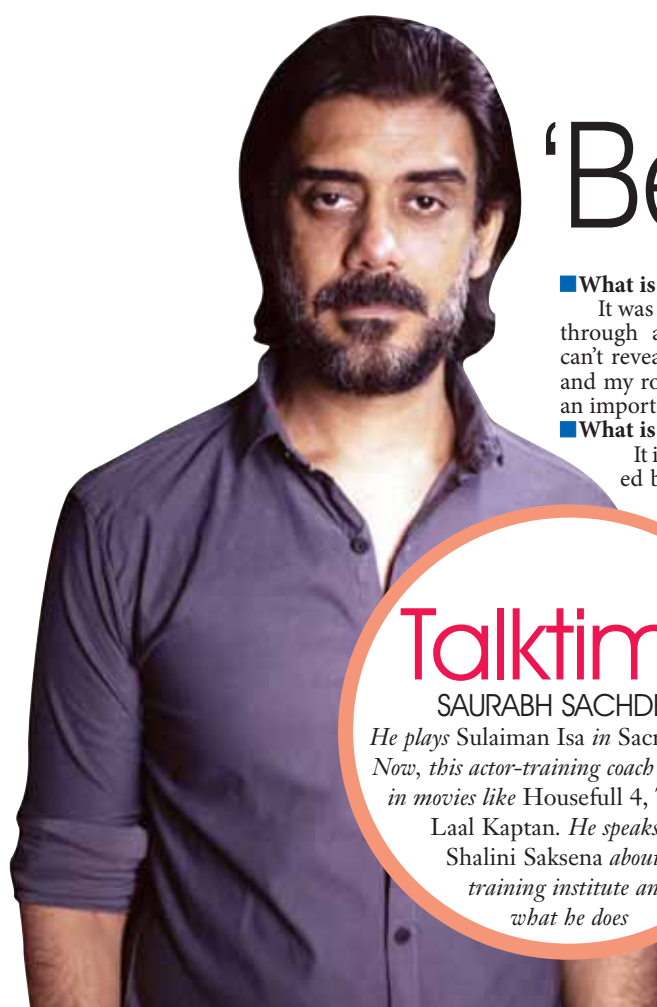 'Be
■What is
It was
through a
can't revea
and my ro
an import
■What is
It i
ed b
Talktim
SAURABH SACHD
He plays Sulaiman Isa in Sacr
Now, this actor-training coach
in movies like Housefull 4, T
Laal Kaptan. He speaks
Shalini Saksena about
training institute an
what he does